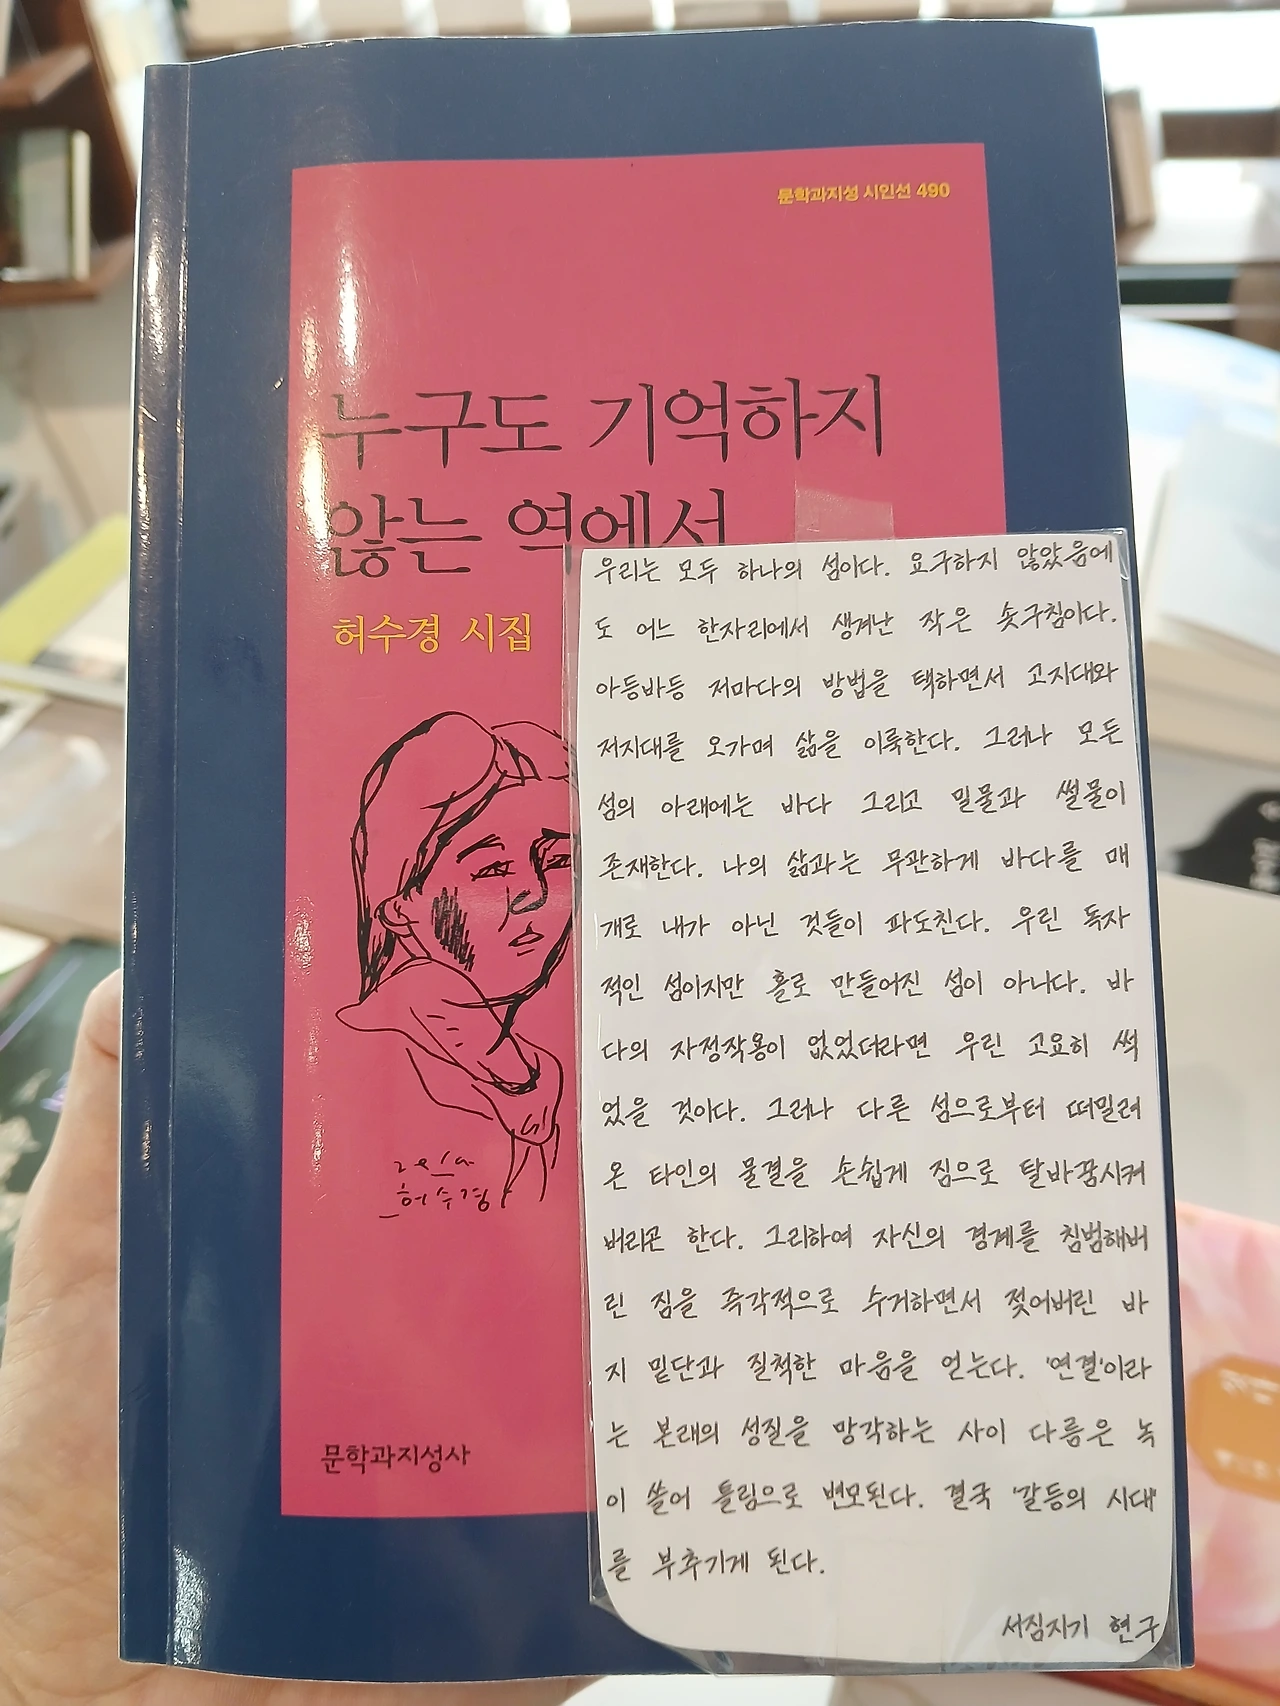 문학과지성 시인선 490
누구도 기억하지
않는 역에서
허수경 시집
허수경
문학과지성사
우리는 모두 하나의 섬이다. 요구하지 않았음에
도 어느 한자리에서 생겨난 작은 솟구침이다.
아등바등 저마다의 방법을 택하면서 고지대와
저지대를 오가며 삶을 이룩한다. 그러나 모든
섬의 아래에는 바다 그리고 밀물과 썰물이
존재한다. 나의 삶과는 무관하게 바다를 매
개로 내가 아닌 것들이 파도친다. 우린 독자
적인 섬이지만 홀로 만들어진 섬이 아니다. 바
다의 자정작용이 없었더라면 우린 고요히 썩
었을 것이다. 그러나 다른 섬으로부터 떠밀려
온 타인의 물결을 손쉽게 짐으로 탈바꿈시켜
버리곤 한다. 그리하여 자신의 경계를 침범해버
린 짐을 즉각적으로 수거하면서 젖어버린 바
지 밑단과 질척한 마음을 얻는다. '연결'이라
는 본래의 성질을 망각하는 사이 다름은 녹
이 쓸어 틀림으로 변모된다. 결국 '갈등의 시대'
를 부추기게 된다.
서점지기 현구